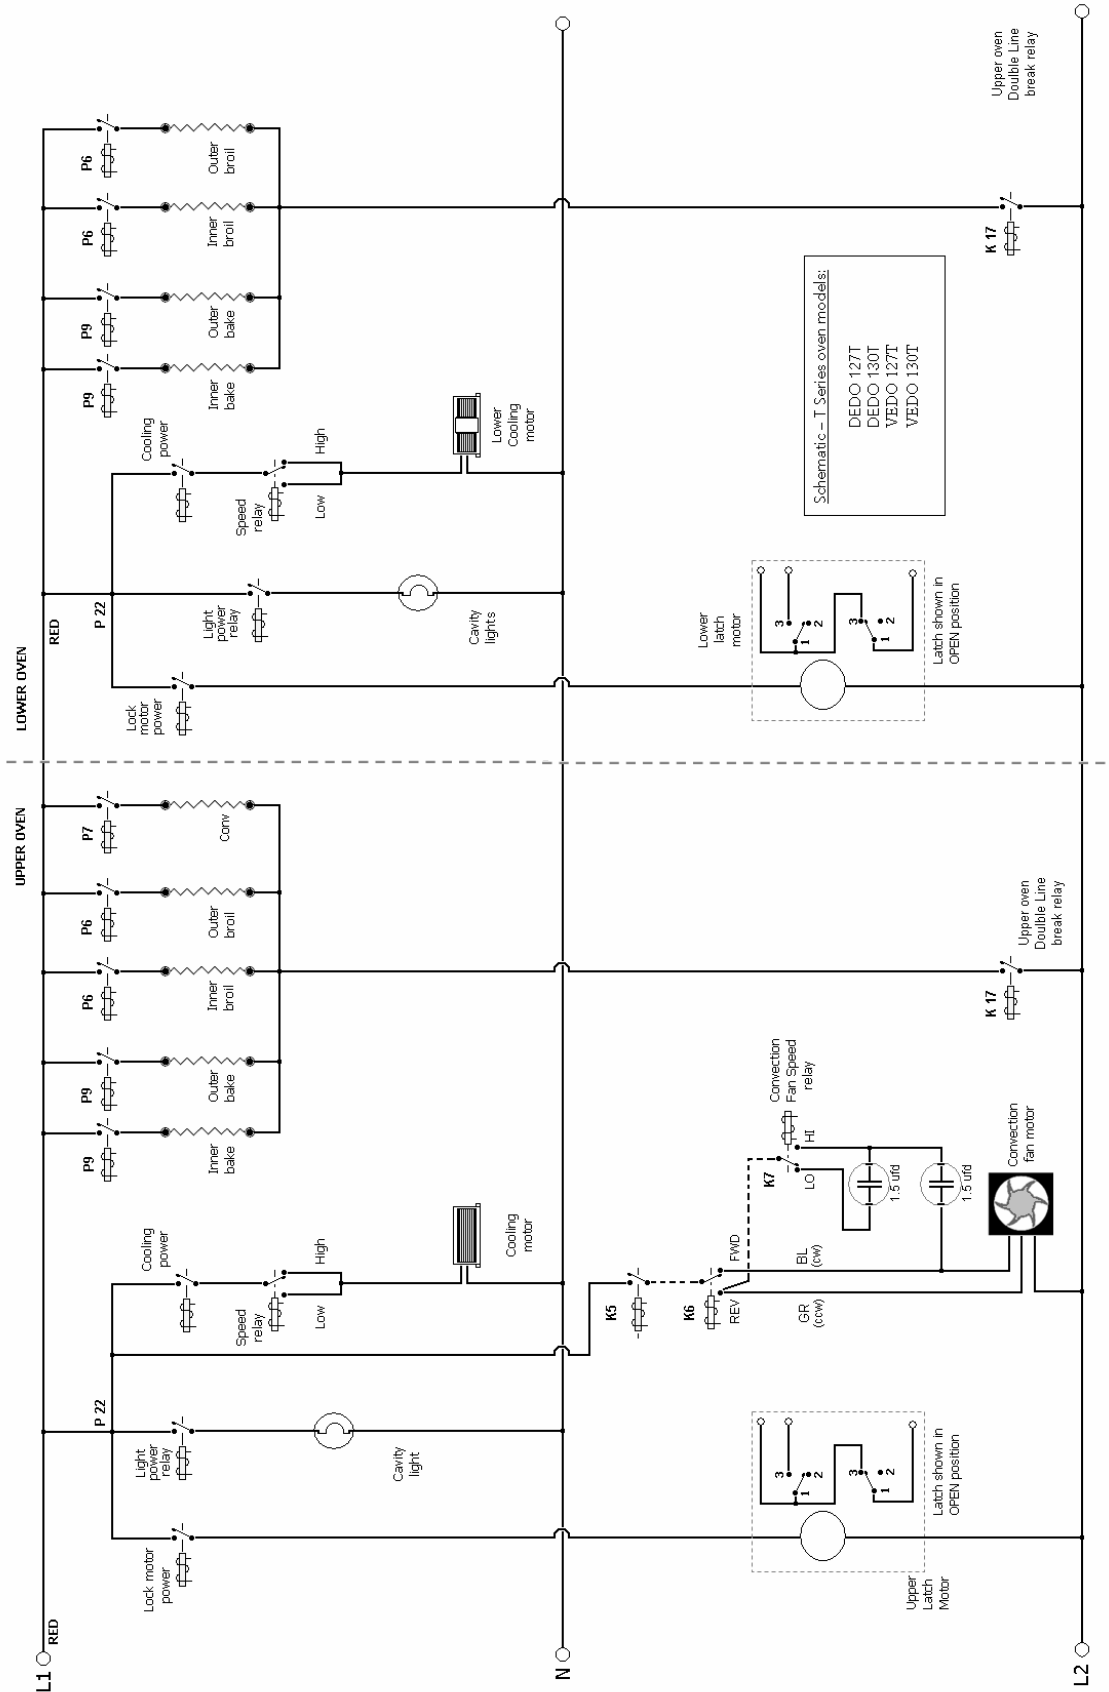 L1
RED
Lock motor
power
P 22
Light
power
relay
Cavity
light
Cooling
power
Speed
relay
Low
High
Cooling
motor
UPPER OVEN
P9
Inner
bake
P9
Outer
bake
P6
Inner
broil
P6
Outer
broil
P7
Conv
N
Upper
Latch
Motor
3
1
2
3
1
2
Latch shown in
OPEN position
K5
K6
REV
FWD
GR
(ccw)
BL
(cw)
K7
LO
HI
Convection
Fan Speed
relay
1.5 ufd
1.5 ufd
Convection
fan motor
K 17
Upper oven
Doulble Line
break relay
L2
LOWER OVEN
RED
Lock
motor
power
P 22
Light
power
relay
Cavity
lights
Cooling
power
Speed
relay
Low
High
Lower
Cooling
motor
P9
Inner
bake
P9
Outer
bake
P6
Inner
broil
P6
Outer
broil
Lower
latch
motor
3
1
2
3
1
2
Latch shown in
OPEN position
Schematic – T Series oven models:
DEDO 127T
DEDO 130T
VEDO 127T
VEDO 130T
K 17
Upper oven
Doulble Line
break relay